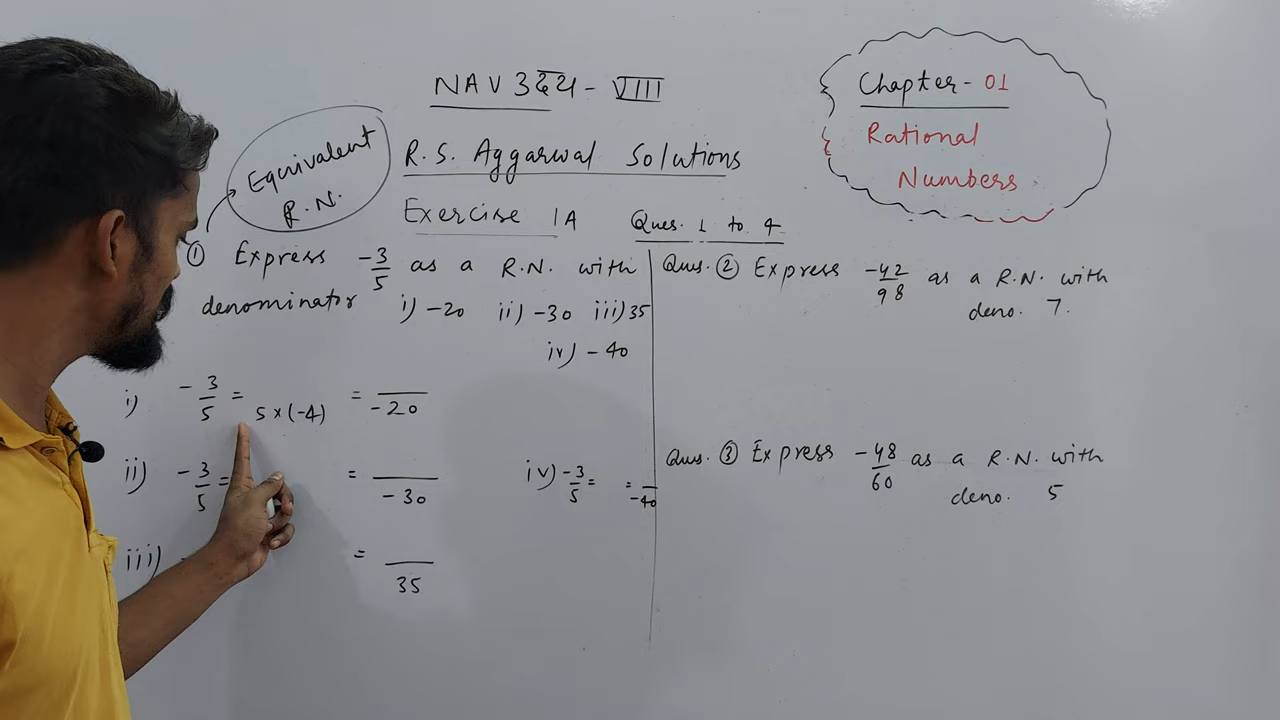 NAV उदय - VIII
Chapter - 01
Rational
Numbers
Equivalent
R.N.
R.S. Aggarwal Solutions
Exercise 1A Ques. 1 to 4
① Express -3/5 as a R.N. with
denominator i) -20 ii) -30 iii) 35
iv) -40
i) -3/5 = 5×(-4) = /-20
ii) -3/5 = = /-30
iv) -3/5 = = /-40
iii) = /35
Ques. ② Express -42/98 as a R.N. with
deno. 7.
Ques. ③ Express -48/60 as a R.N. with
deno. 5